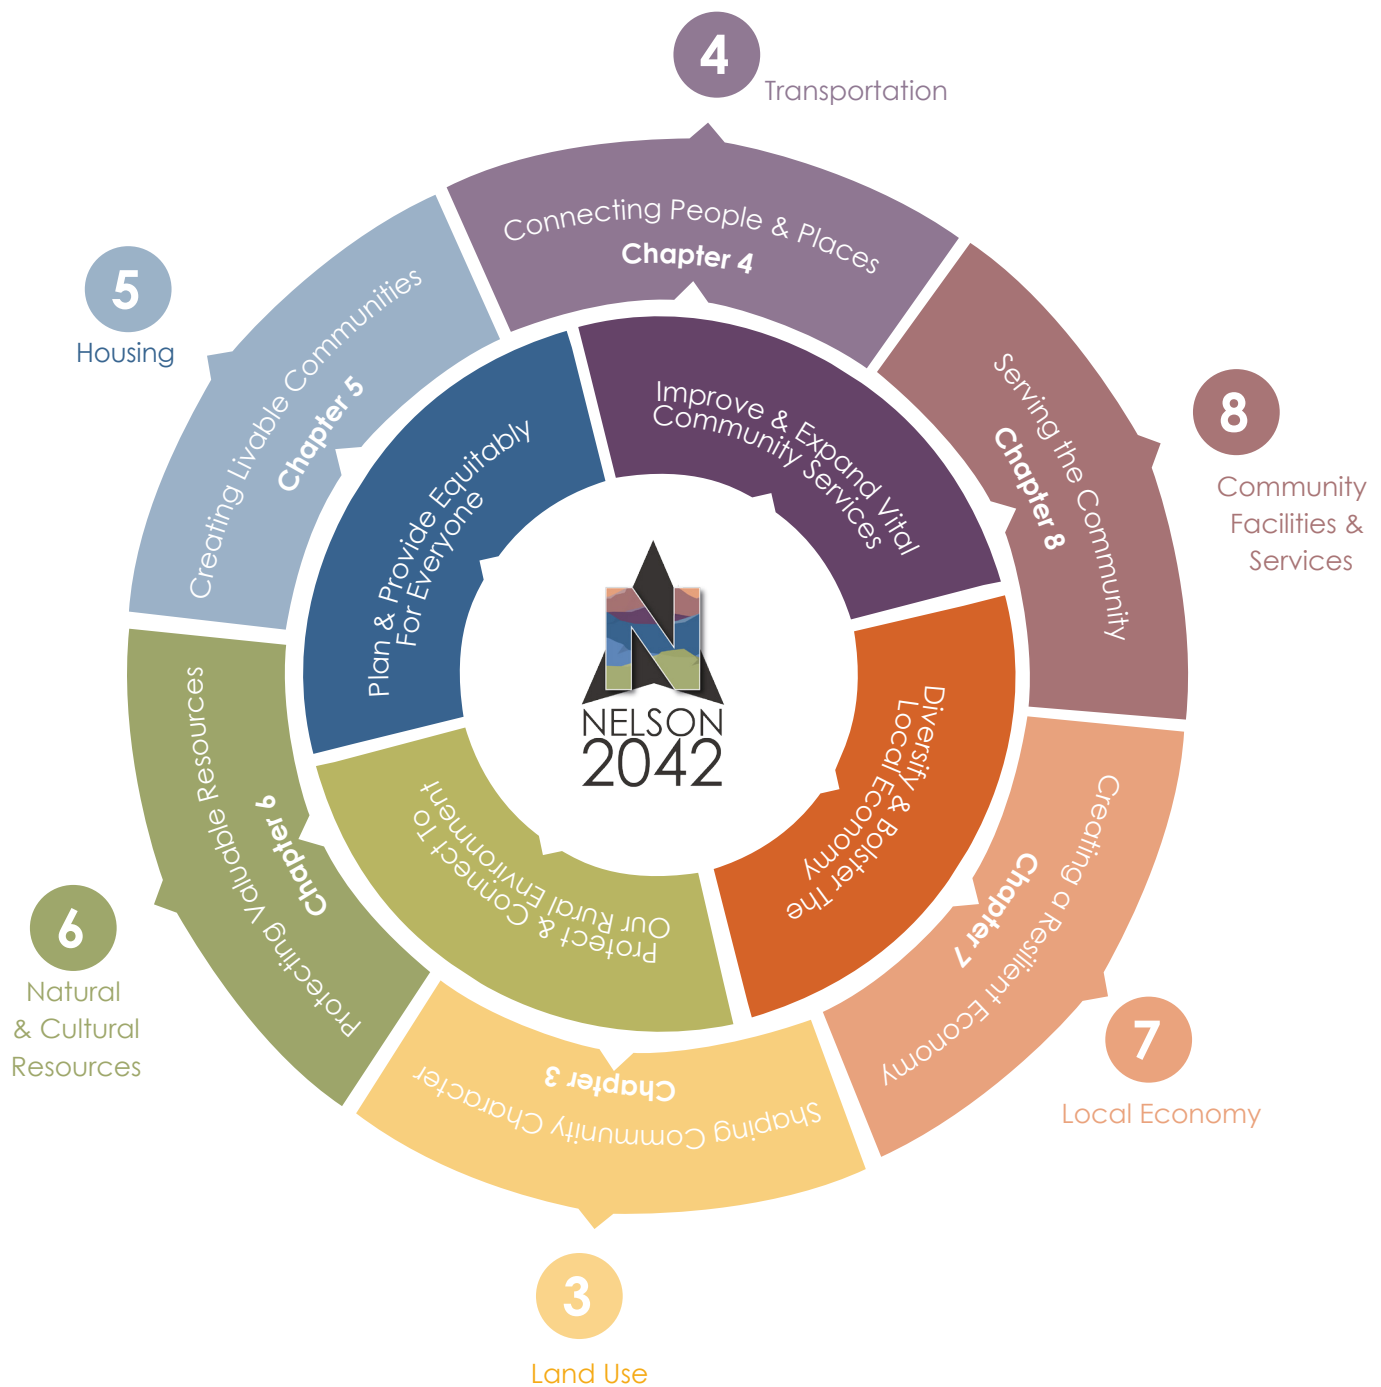 4
Transportation
Connecting People & Places
Chapter 4
5
Housing
Creating Livable Communities
Chapter 5
8
Community
Facilities &
Services
Serving the Community
Chapter 8
Improve & Expand Vital
Community Services
Plan & Provide Equitably
For Everyone
NELSON
2042
Diversify & Bolster The
Local Economy
Protect & Connect To
Our Rural Environment
6
Natural
& Cultural
Resources
Protecting Valuable Resources
Chapter 6
Creating a Resilient Economy
Chapter 7
7
Local Economy
Chapter 3
Shaping Community Character
3
Land Use